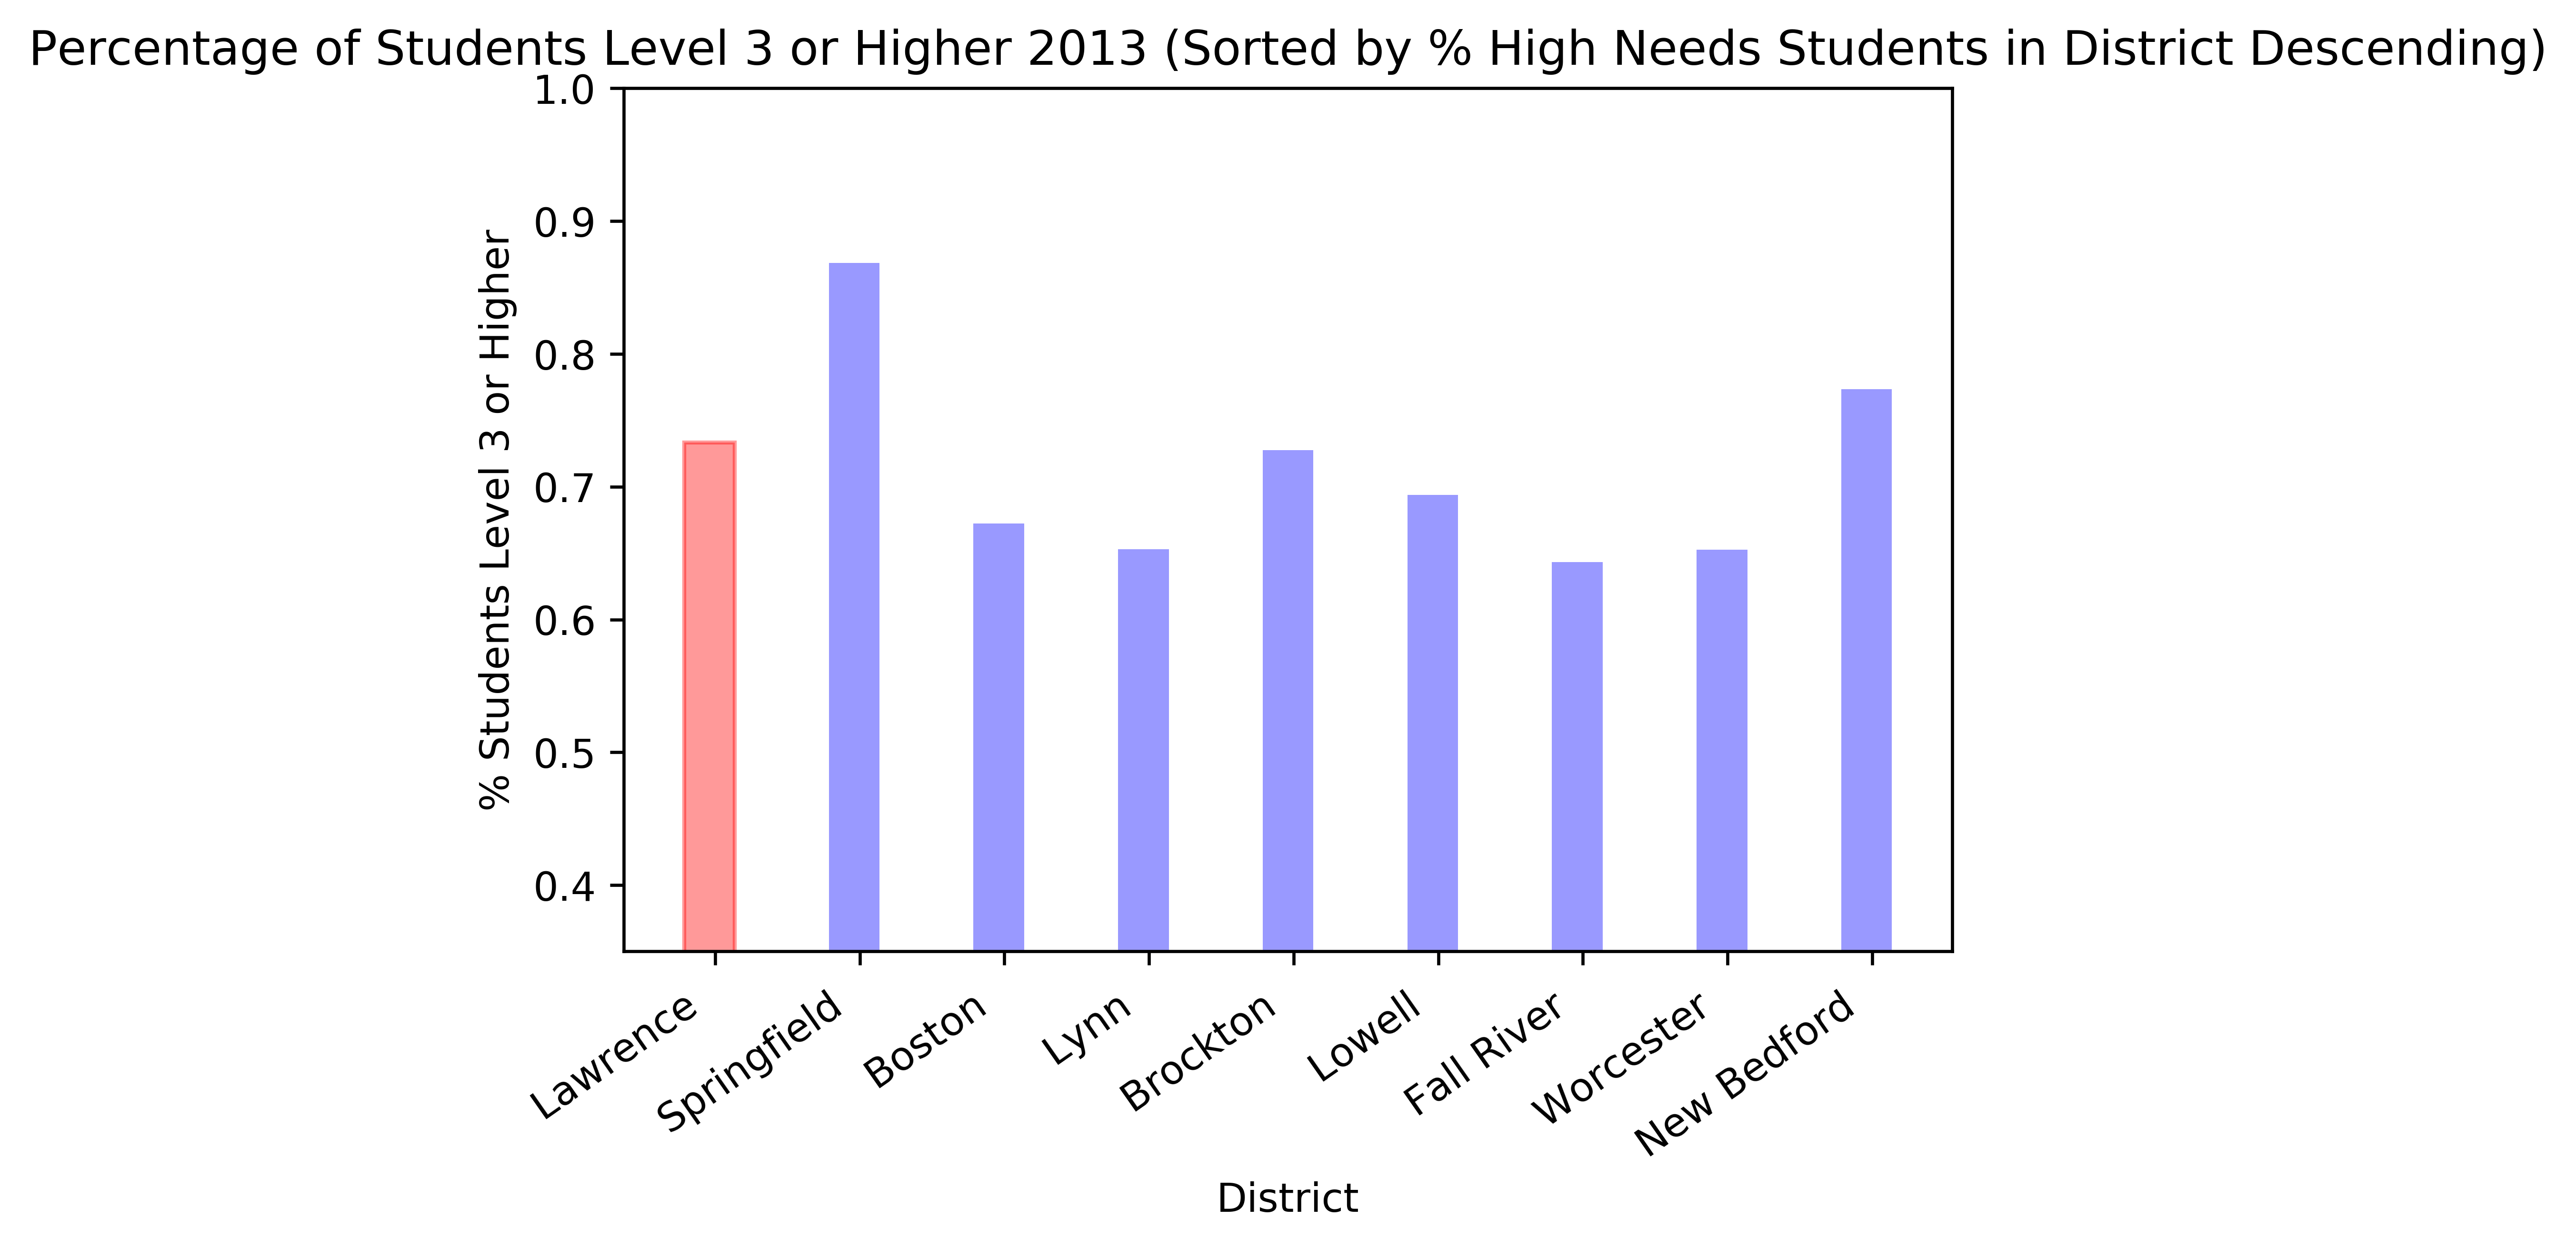 Percentage of Students Level 3 or Higher 2013 (Sorted by % High Needs Students in District Descending)
% Students Level 3 or Higher
1.0
0.9
0.8
0.7
0.6
0.5
0.4
Lawrence
Springfield
Boston
Lynn
Brockton
Lowell
Fall River
Worcester
New Bedford
District